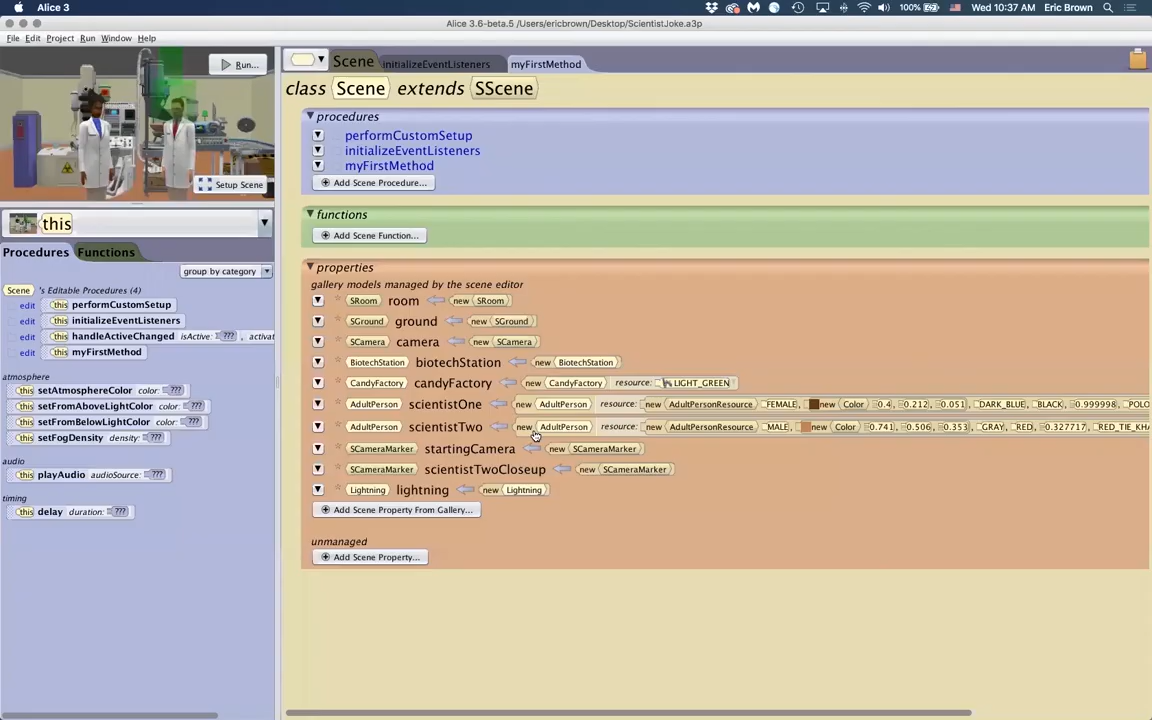 Alice 3 100% Wed 10:37 AM Eric Brown
Alice 3.6-beta.5 /Users/ericbrown/Desktop/ScientistJoke.a3p
File Edit Project Run Window Help
Run...
Setup Scene
this
Procedures Functions
group by category
Scene 's Editable Procedures (4)
edit this performCustomSetup
edit this initializeEventListeners
edit this handleActiveChanged isActive: ??? , activat
edit this myFirstMethod
atmosphere
this setAtmosphereColor color: ???
this setFromAboveLightColor color: ???
this setFromBelowLightColor color: ???
this setFogDensity density: ???
audio
this playAudio audioSource: ???
timing
this delay duration: ???
Scene initializeEventListeners myFirstMethod
class Scene extends SScene
procedures
performCustomSetup
initializeEventListeners
myFirstMethod
Add Scene Procedure...
functions
Add Scene Function...
properties
gallery models managed by the scene editor
SRoom room new SRoom
SGround ground new SGround
SCamera camera new SCamera
BiotechStation biotechStation new BiotechStation
CandyFactory candyFactory new CandyFactory resource: LIGHT_GREEN
AdultPerson scientistOne new AdultPerson resource: new AdultPersonResource FEMALE, new Color 0.4, 0.212, 0.051, DARK_BLUE, BLACK, 0.999998, POLO
AdultPerson scientistTwo new AdultPerson resource: new AdultPersonResource MALE, new Color 0.741, 0.506, 0.353, GRAY, RED, 0.327717, RED_TIE_KHA
SCameraMarker startingCamera new SCameraMarker
SCameraMarker scientistTwoCloseup new SCameraMarker
Lightning lightning new Lightning
Add Scene Property From Gallery...
unmanaged
Add Scene Property...